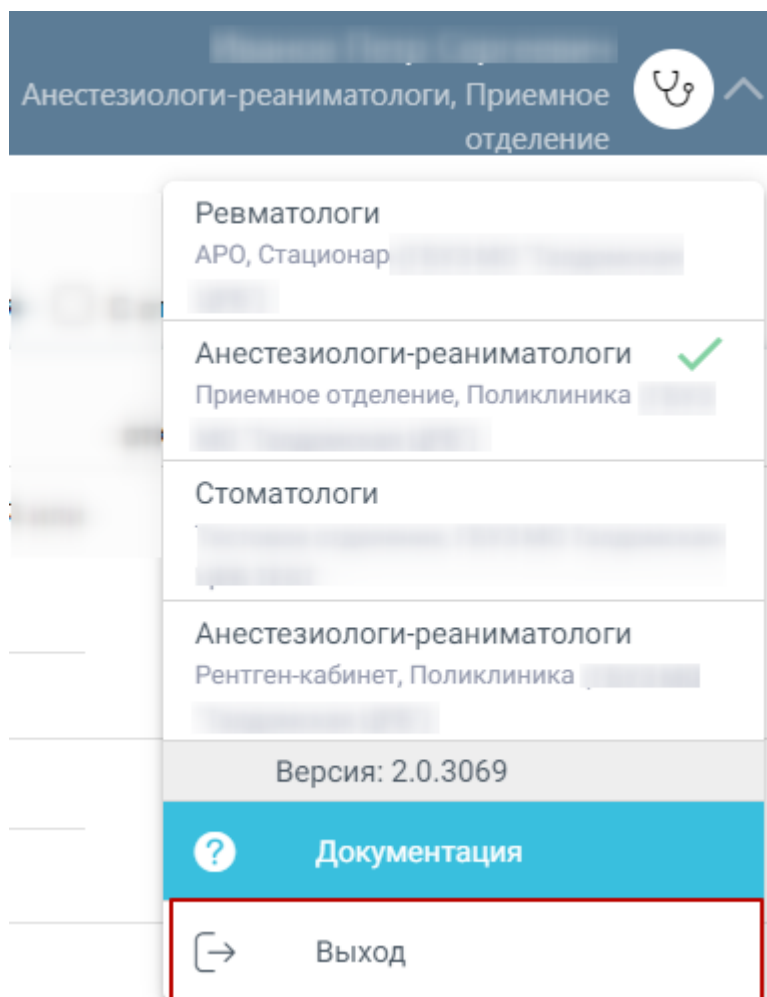 Анестезиологи-реаниматологи, Приемное
отделение
Ревматологи
АРО, Стационар
Анестезиологи-реаниматологи
Приемное отделение, Поликлиника
Стоматологи
Анестезиологи-реаниматологи
Рентген-кабинет, Поликлиника
Версия: 2.0.3069
Документация
Выход